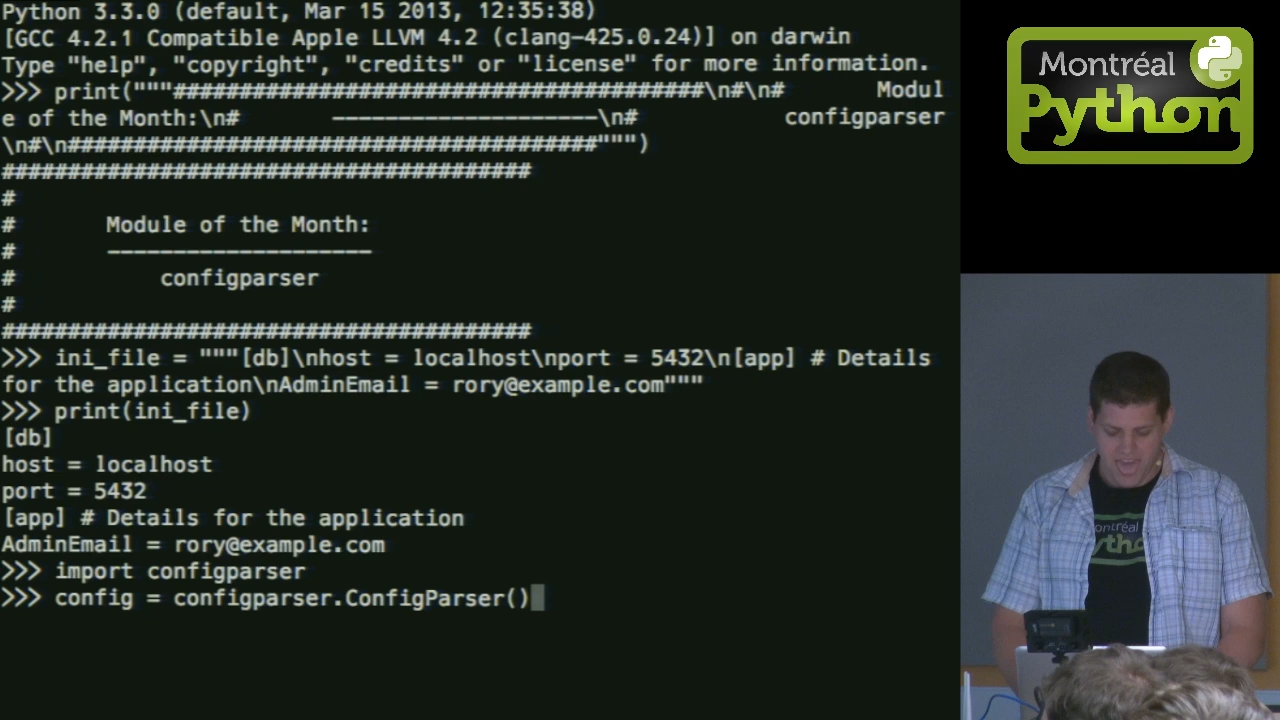 Python 3.3.0 (default, Mar 15 2013, 12:35:38)
[GCC 4.2.1 Compatible Apple LLVM 4.2 (clang-425.0.24)] on darwin
Type "help", "copyright", "credits" or "license" for more information.
>>> print("""########################################\n#\n#       Modul
e of the Month:\n#       --------------------\n#           configparser
\n#\n########################################""")
########################################
#
#       Module of the Month:
#       --------------------
#           configparser
#
########################################
>>> ini_file = """[db]\nhost = localhost\nport = 5432\n[app] # Details
for the application\nAdminEmail = rory@example.com"""
>>> print(ini_file)
[db]
host = localhost
port = 5432
[app] # Details for the application
AdminEmail = rory@example.com
>>> import configparser
>>> config = configparser.ConfigParser()
Montréal
Python
ontréal
ytho